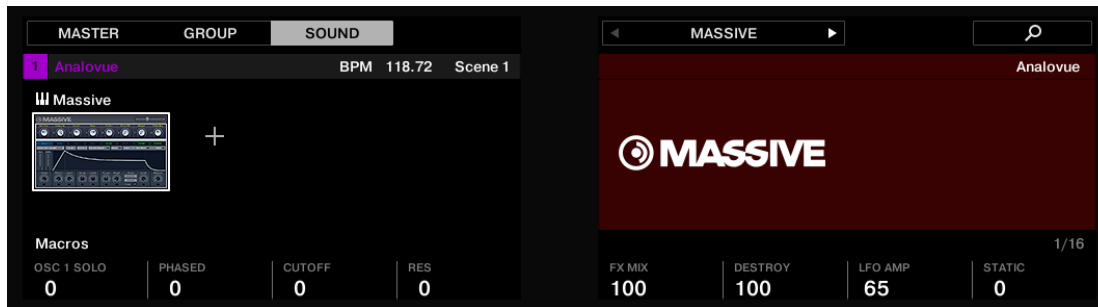 MASTER GROUP SOUND
MASSIVE
1 Analovue BPM 118.72 Scene 1
Analovue
Massive
MASSIVE
MASSIVE
Macros
1/16
OSC 1 SOLO PHASED CUTOFF RES
0 0 0 0
FX MIX DESTROY LFO AMP STATIC
100 100 65 0